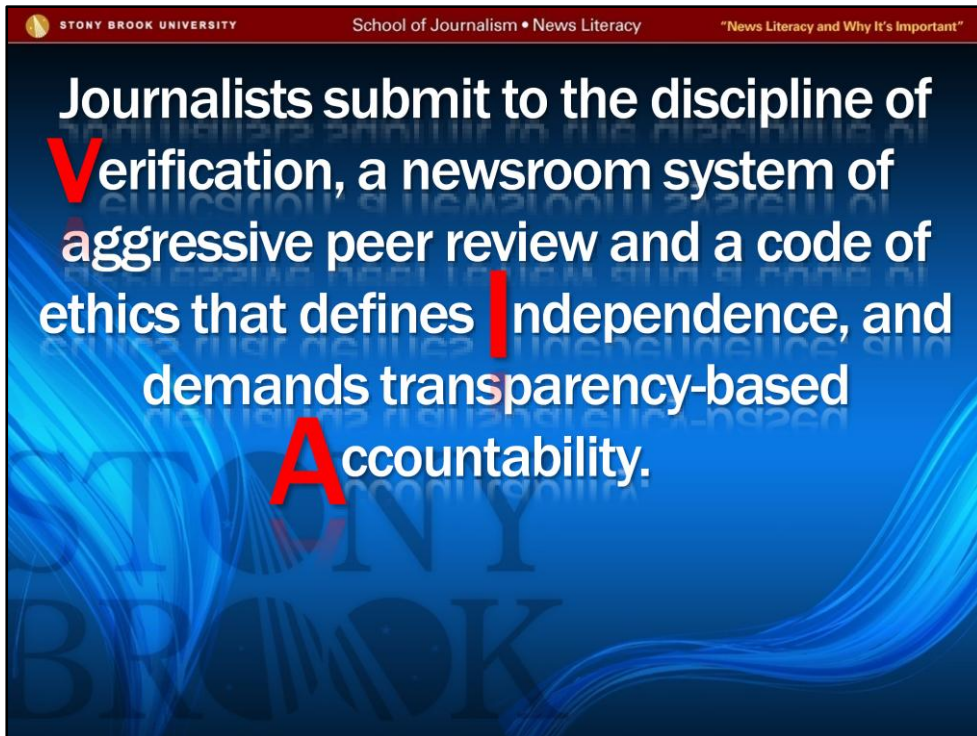 STONY BROOK UNIVERSITY School of Journalism • News Literacy "News Literacy and Why It's Important"
Journalists submit to the discipline of
Verification, a newsroom system of
aggressive peer review and a code of
ethics that defines Independence, and
demands transparency-based
Accountability.
STONY
BROOK